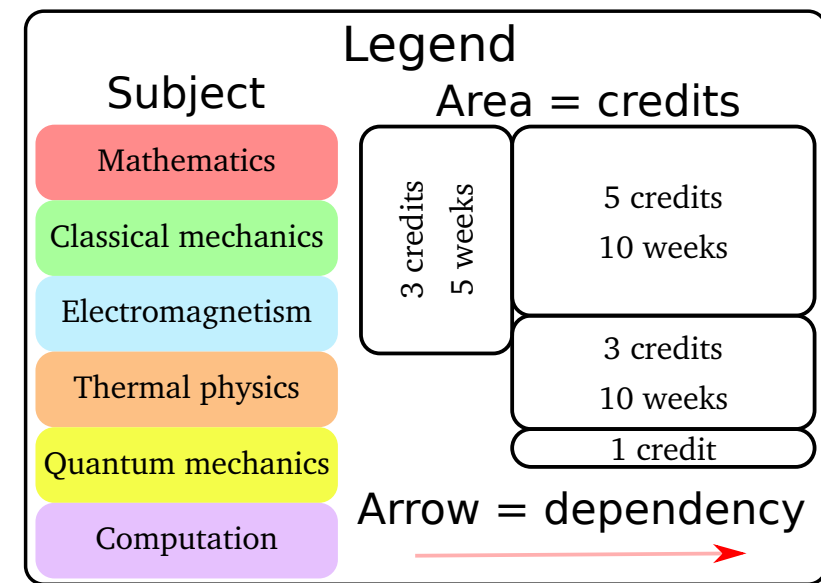 Legend
Subject
Mathematics
Classical mechanics
Electromagnetism
Thermal physics
Quantum mechanics
Computation
Area = credits
3 credits
5 weeks
5 credits
10 weeks
3 credits
10 weeks
1 credit
Arrow = dependency